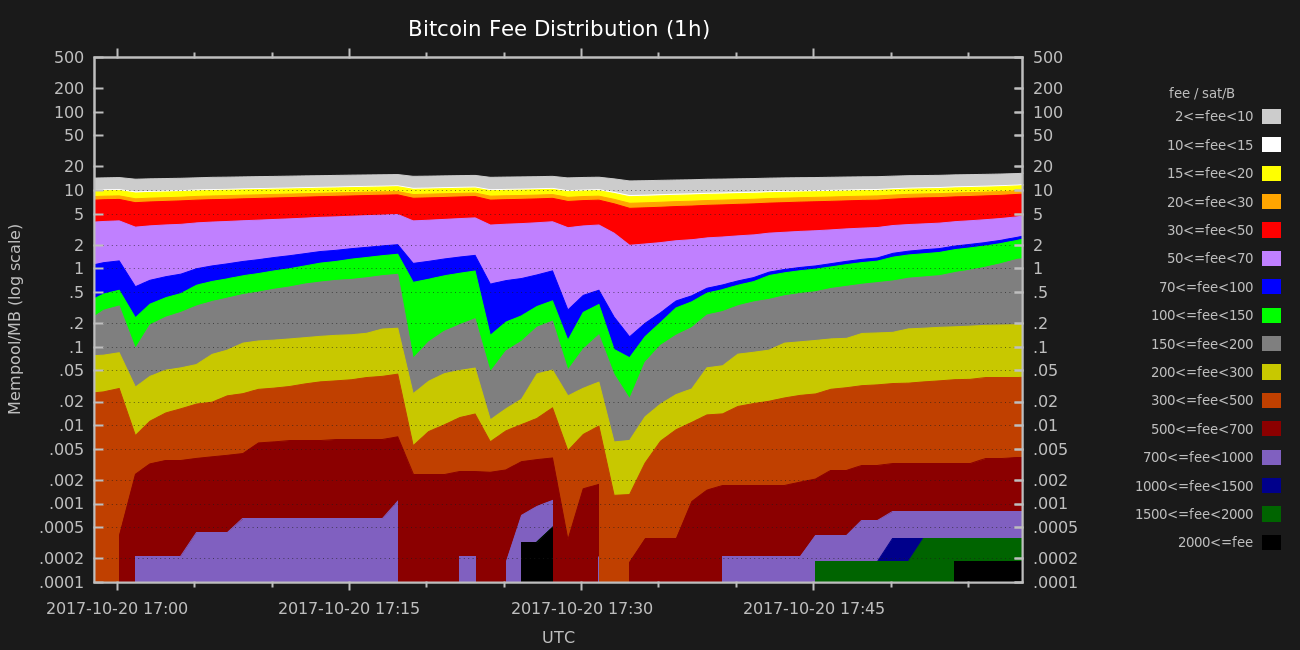 Bitcoin Fee Distribution (1h)
500
200
100
50
20
10
5
2
1
.5
.2
.1
.05
.02
.01
.005
.002
.001
.0005
.0002
.0001
Mempool/MB (log scale)
500
200
100
50
20
10
5
2
1
.5
.2
.1
.05
.02
.01
.005
.002
.001
.0005
.0002
.0001
2017-10-20 17:00
2017-10-20 17:15
2017-10-20 17:30
2017-10-20 17:45
UTC
fee / sat/B
2<=fee<10
10<=fee<15
15<=fee<20
20<=fee<30
30<=fee<50
50<=fee<70
70<=fee<100
100<=fee<150
150<=fee<200
200<=fee<300
300<=fee<500
500<=fee<700
700<=fee<1000
1000<=fee<1500
1500<=fee<2000
2000<=fee